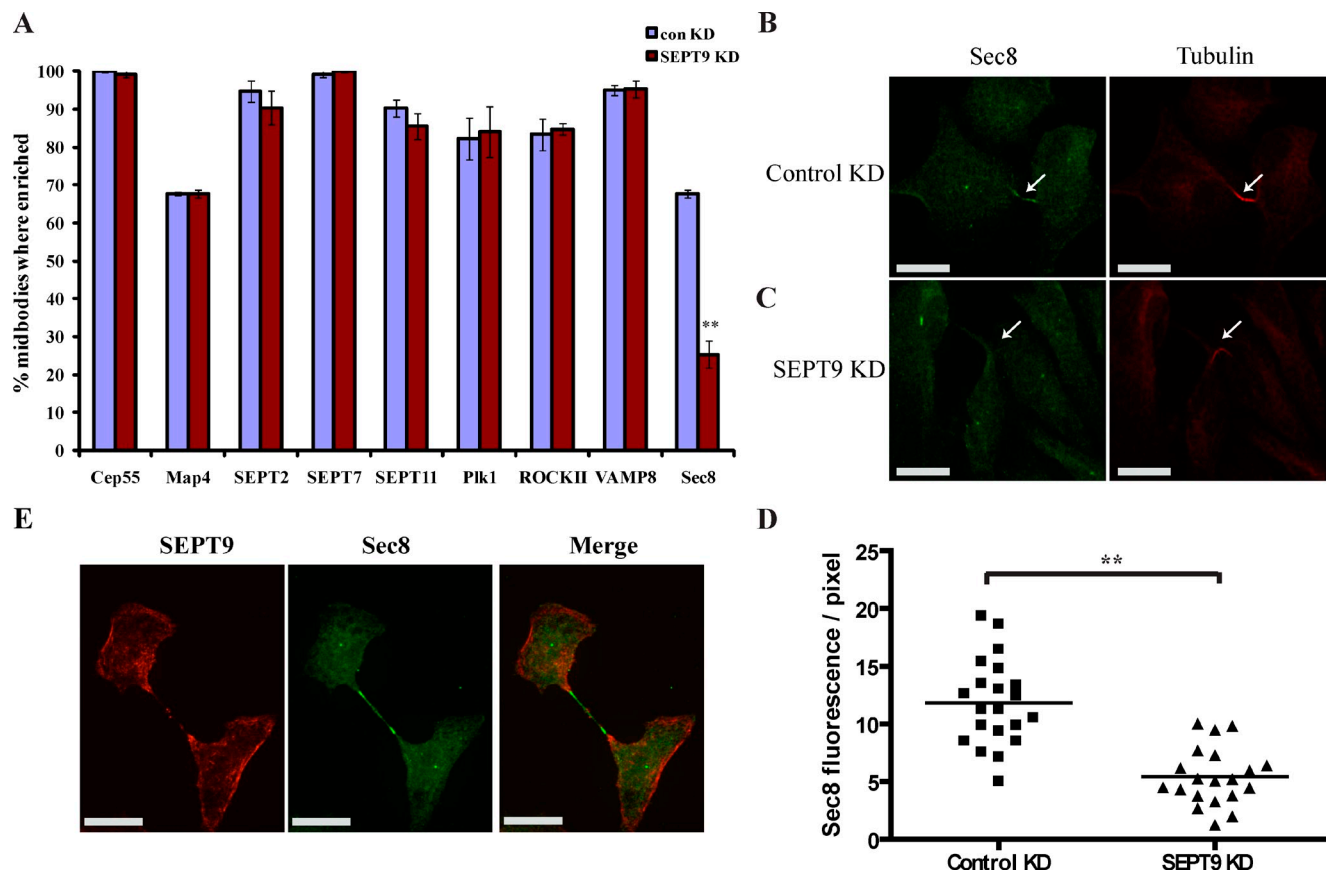 A
con KD
SEPT9 KD
% midbodies where enriched
100
90
80
70
60
50
40
30
20
10
0
**
Cep55 Map4 SEPT2 SEPT7 SEPT11 Plk1 ROCKII VAMP8 Sec8
B
Sec8 Tubulin
Control KD
C
SEPT9 KD
E
SEPT9 Sec8 Merge
D
Sec8 fluorescence / pixel
25
20
15
10
5
0
**
Control KD SEPT9 KD